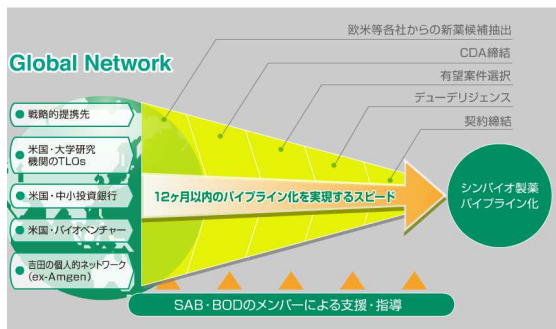 欧米等各社からの新薬候補抽出
CDA締結
有望案件選択
デューデリジェンス
契約締結
Global Network
戦略的提携先
米国・大学研究
機関のTLOs
米国・中小投資銀行
米国・バイオベンチャー
吉田の個人的ネットワーク
(ex-Amgen)
12ヶ月以内のパイプライン化を実現するスピード
シンバイオ製薬
パイプライン化
SAB・BODのメンバーによる支援・指導